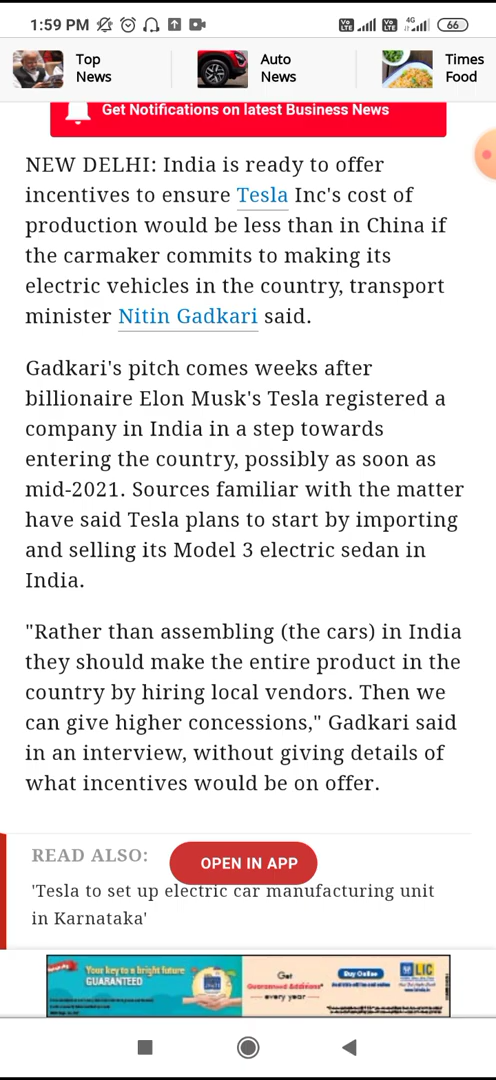 1:59 PM
Vo LTE
Vo LTE
4G
66
Top News
Auto News
Times Food
Get Notifications on latest Business News
NEW DELHI: India is ready to offer
incentives to ensure Tesla Inc's cost of
production would be less than in China if
the carmaker commits to making its
electric vehicles in the country, transport
minister Nitin Gadkari said.
Gadkari's pitch comes weeks after
billionaire Elon Musk's Tesla registered a
company in India in a step towards
entering the country, possibly as soon as
mid-2021. Sources familiar with the matter
have said Tesla plans to start by importing
and selling its Model 3 electric sedan in
India.
"Rather than assembling (the cars) in India
they should make the entire product in the
country by hiring local vendors. Then we
can give higher concessions," Gadkari said
in an interview, without giving details of
what incentives would be on offer.
READ ALSO:
OPEN IN APP
'Tesla to set up electric car manufacturing unit
in Karnataka'
Your key to a bright future
GUARANTEED
Get
Guaranteed Additions*
every year
Buy Online
LIC